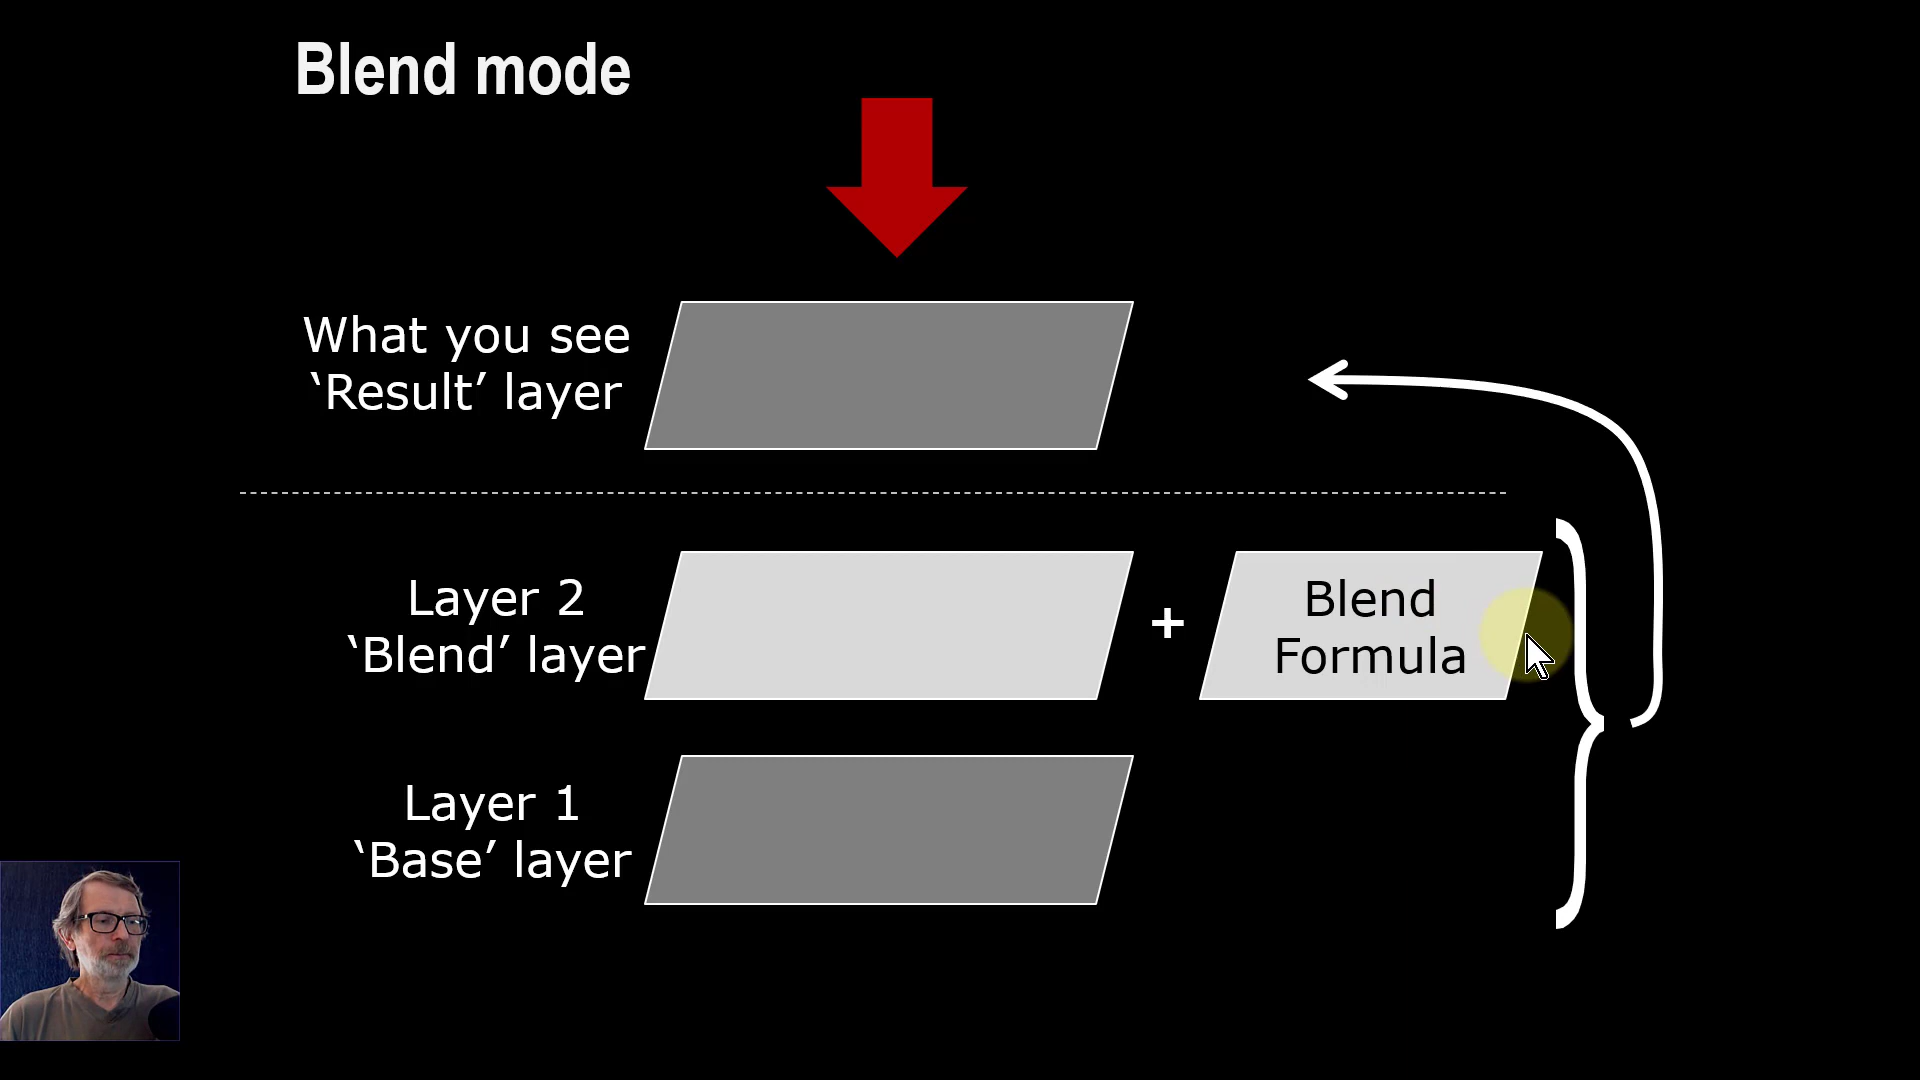 Blend mode
What you see
‘Result’ layer
Layer 2
‘Blend’ layer
+
Blend
Formula
Layer 1
‘Base’ layer